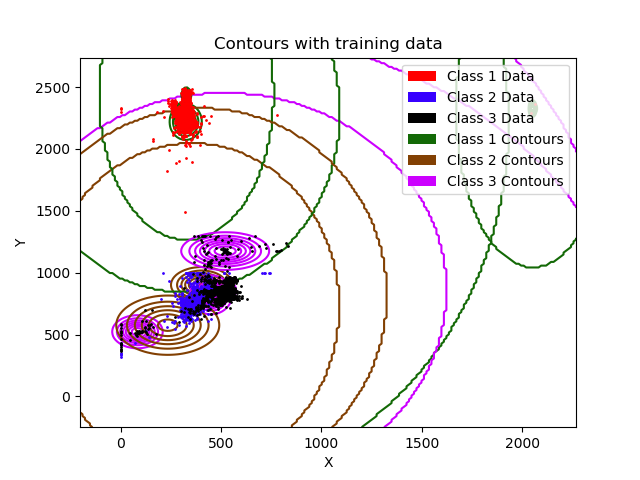 Contours with training data
Class 1 Data
Class 2 Data
Class 3 Data
Class 1 Contours
Class 2 Contours
Class 3 Contours
2500
2000
1500
1000
500
0
Y
0 500 1000 1500 2000
X